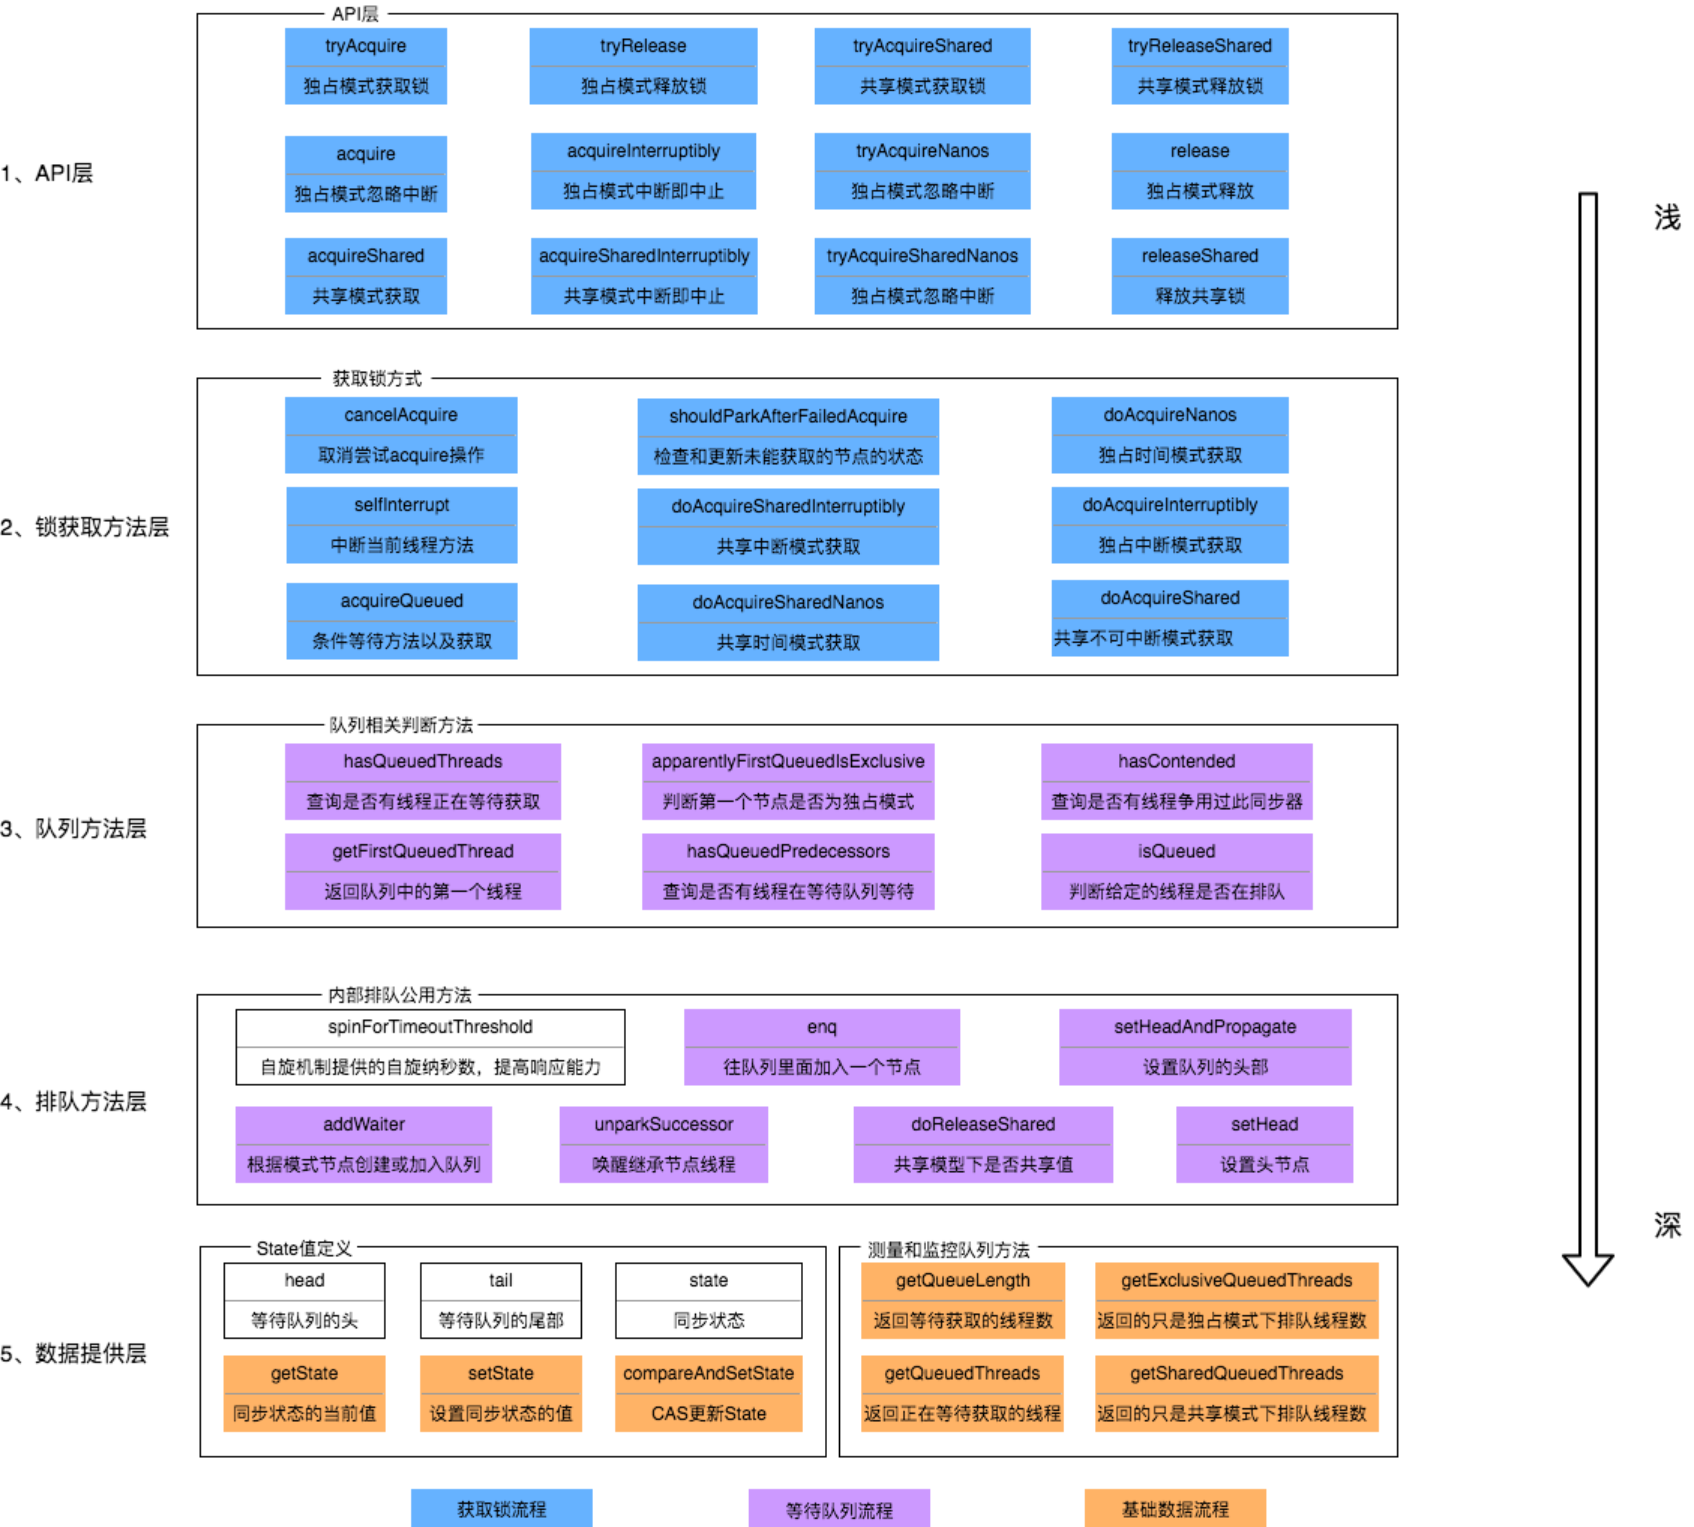 API层
tryAcquire
独占模式获取锁
tryRelease
独占模式释放锁
tryAcquireShared
共享模式获取锁
tryReleaseShared
共享模式释放锁
1、API层
acquire
独占模式忽略中断
acquireInterruptibly
独占模式中断即中止
tryAcquireNanos
独占模式忽略中断
release
独占模式释放
acquireShared
共享模式获取
acquireSharedInterruptibly
共享模式中断即中止
tryAcquireSharedNanos
独占模式忽略中断
releaseShared
释放共享锁
浅
获取锁方式
cancelAcquire
取消尝试acquire操作
shouldParkAfterFailedAcquire
检查和更新未能获取的节点的状态
doAcquireNanos
独占时间模式获取
2、锁获取方法层
selfInterrupt
中断当前线程方法
doAcquireSharedInterruptibly
共享中断模式获取
doAcquireInterruptibly
独占中断模式获取
acquireQueued
条件等待方法以及获取
doAcquireSharedNanos
共享时间模式获取
doAcquireShared
共享不可中断模式获取
队列相关判断方法
hasQueuedThreads
查询是否有线程正在等待获取
apparentlyFirstQueuedIsExclusive
判断第一个节点是否为独占模式
hasContended
查询是否有线程争用过此同步器
3、队列方法层
getFirstQueuedThread
返回队列中的第一个线程
hasQueuedPredecessors
查询是否有线程在等待队列等待
isQueued
判断给定的线程是否在排队
内部排队公用方法
spinForTimeoutThreshold
自旋机制提供的自旋纳秒数，提高响应能力
enq
往队列里面加入一个节点
setHeadAndPropagate
设置队列的头部
4、排队方法层
addWaiter
根据模式节点创建或加入队列
unparkSuccessor
唤醒继承节点线程
doReleaseShared
共享模型下是否共享值
setHead
设置头节点
深
State值定义
head
等待队列的头
tail
等待队列的尾部
state
同步状态
5、数据提供层
getState
同步状态的当前值
setState
设置同步状态的值
compareAndSetState
CAS更新State
测量和监控队列方法
getQueueLength
返回等待获取的线程数
getExclusiveQueuedThreads
返回的只是独占模式下排队线程数
getQueuedThreads
返回正在等待获取的线程
getSharedQueuedThreads
返回的只是共享模式下排队线程数
获取锁流程
等待队列流程
基础数据流程